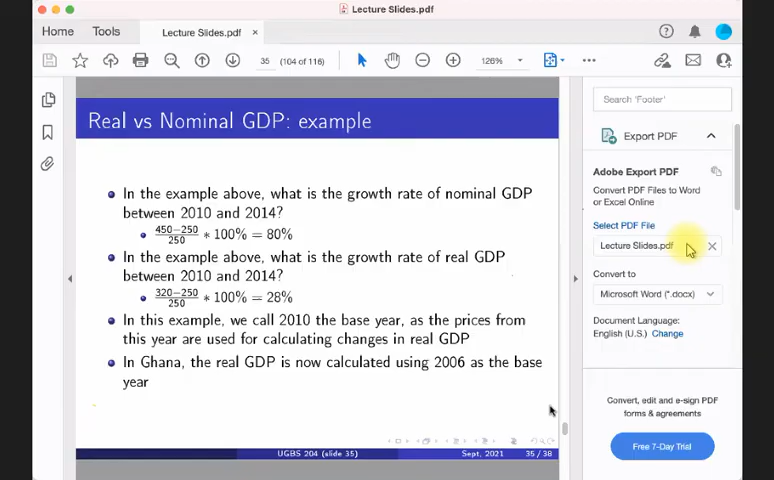 Lecture Slides.pdf
Home Tools Lecture Slides.pdf ×
35 (104 of 116) 126%
Search 'Footer'
Export PDF
Adobe Export PDF
Convert PDF Files to Word
or Excel Online
Select PDF File
Lecture Slides.pdf ×
Convert to
Microsoft Word (*.docx)
Document Language:
English (U.S.) Change
Convert, edit and e-sign PDF
forms & agreements
Free 7-Day Trial
Real vs Nominal GDP: example
In the example above, what is the growth rate of nominal GDP
between 2010 and 2014?
450−250
250 ∗ 100% = 80%
In the example above, what is the growth rate of real GDP
between 2010 and 2014?
320−250
250 ∗ 100% = 28%
In this example, we call 2010 the base year, as the prices from
this year are used for calculating changes in real GDP
In Ghana, the real GDP is now calculated using 2006 as the base
year
UGBS 204 (slide 35) Sept, 2021 35 / 38